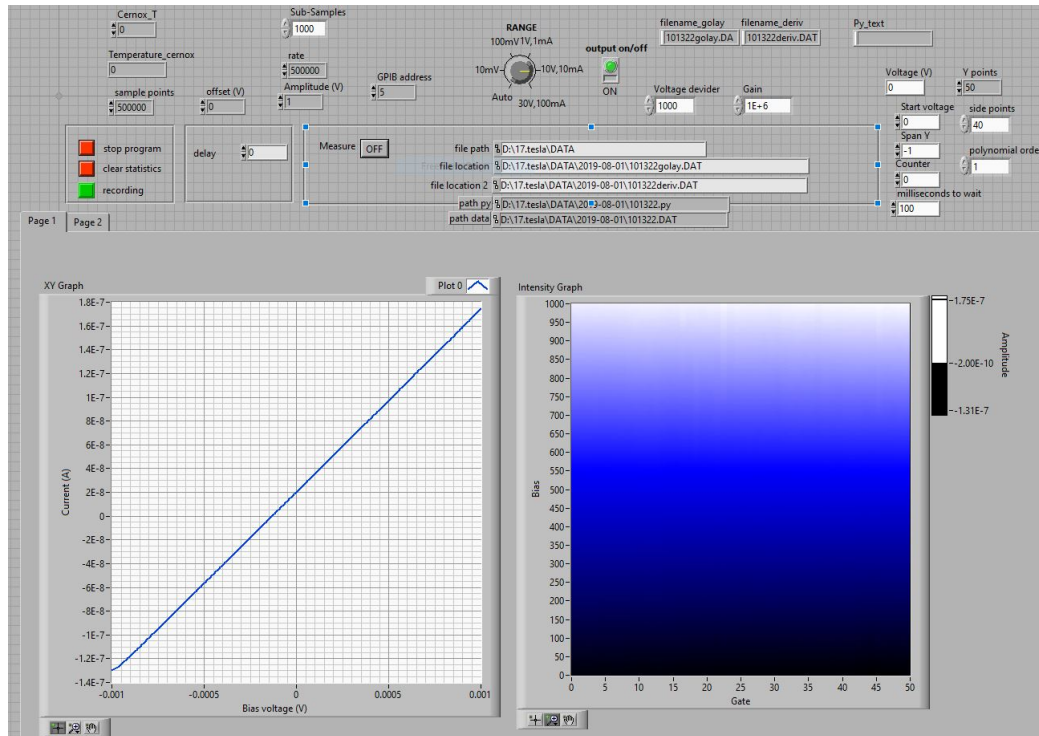 Cernox_T
0
Sub-Samples
1000
RANGE
100mV 1V,1mA
10mV 10V,10mA
Auto 30V,100mA
output on/off
ON
filename_golay
101322golay.DA
filename_deriv
101322deriv.DAT
Py_text
Temperature_cernox
0
rate
500000
GPIB address
5
sample points
500000
offset (V)
0
Amplitude (V)
1
Voltage devider
1000
Gain
1E+6
Voltage (V)
0
Y points
50
Start voltage
0
side points
40
Span Y
-1
polynomial orde
1
Counter
0
milliseconds to wait
100
stop program
clear statistics
recording
delay
0
Measure OFF
file path D:\17.tesla\DATA
file location D:\17.tesla\DATA\2019-08-01\101322golay.DAT
file location 2 D:\17.tesla\DATA\2019-08-01\101322deriv.DAT
path py D:\17.tesla\DATA\2019-08-01\101322.py
path data D:\17.tesla\DATA\2019-08-01\101322.DAT
Page 1 Page 2
XY Graph
Plot 0
1.8E-7
1.6E-7
1.4E-7
1.2E-7
1E-7
8E-8
6E-8
4E-8
2E-8
0
-2E-8
-4E-8
-6E-8
-8E-8
-1E-7
-1.2E-7
-1.4E-7
Current (A)
-0.001 -0.0005 0 0.0005 0.001
Bias voltage (V)
Intensity Graph
1000
950
900
850
800
750
700
650
600
550
500
450
400
350
300
250
200
150
100
50
0
Bias
0 5 10 15 20 25 30 35 40 45 50
Gate
1.75E-7
-2.00E-10
-1.31E-7
Amplitude